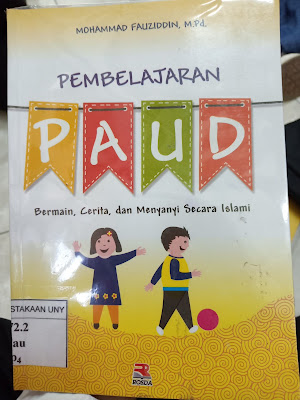 MOHAMMAD FAUZIDDIN, M.Pd.
PEMBELAJARAN
PAUD
Bermain, Cerita, dan Menyanyi Secara Islami
STAKAAN UNY
2.2
au
ROSDA